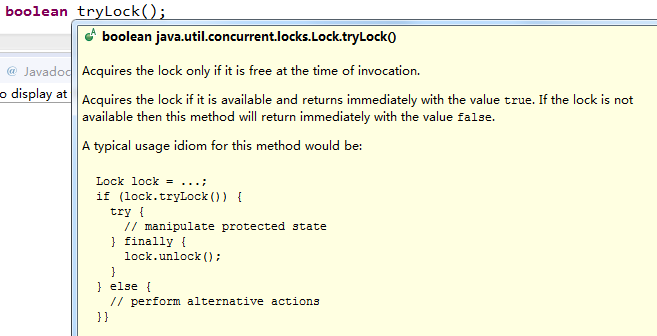 boolean tryLock();
boolean java.util.concurrent.locks.Lock.tryLock()
@ Javadoc
o display at
Acquires the lock only if it is free at the time of invocation.
Acquires the lock if it is available and returns immediately with the value true. If the lock is not
available then this method will return immediately with the value false.
A typical usage idiom for this method would be:
Lock lock = ...;
if (lock.tryLock()) {
try {
// manipulate protected state
} finally {
lock.unlock();
}
} else {
// perform alternative actions
}}